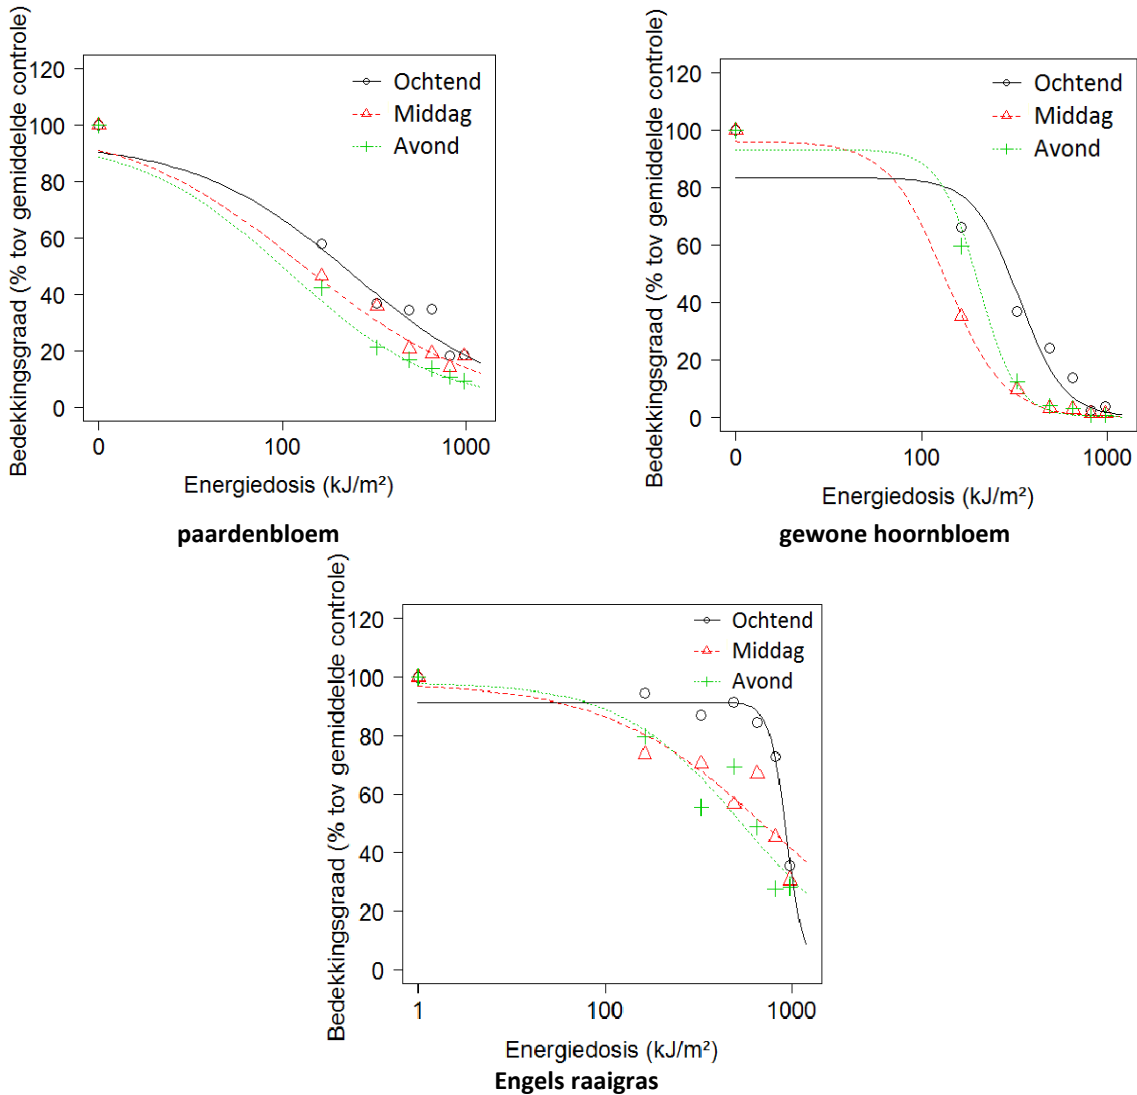 Bedekkingsgraad (% tov gemiddelde controle)
120
100
80
60
40
20
0
Ochtend
Middag
Avond
0
100
1000
Energiedosis (kJ/m²)
paardenbloem
Bedekkingsgraad (% tov gemiddelde controle)
120
100
80
60
40
20
0
Ochtend
Middag
Avond
0
100
1000
Energiedosis (kJ/m²)
gewone hoornbloem
Bedekkingsgraad (% tov gemiddelde controle)
120
100
80
60
40
20
0
Ochtend
Middag
Avond
1
100
1000
Energiedosis (kJ/m²)
Engels raaigras